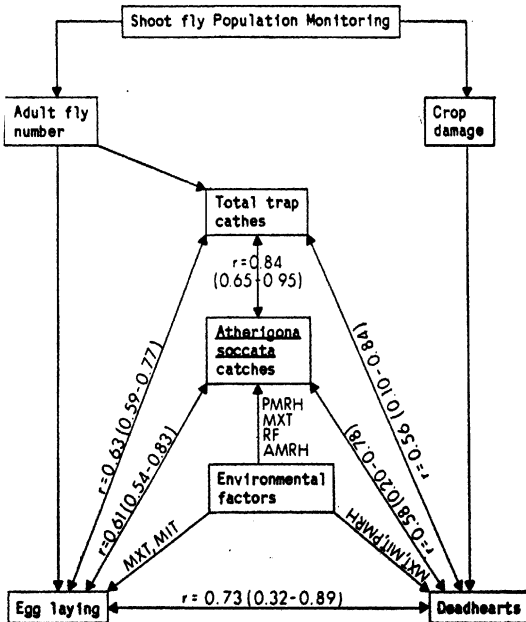 Shoot fly Population Monitoring
Adult fly
number
Crop
damage
Total trap
cathes
r=0.84
(0.65-0.95)
Atherigona
soccata
catches
r=0.63(0.59-0.77)
r=0.56(0.10-0.84)
r=0.61(0.54-0.83)
r=0.58(0.20-0.78)
PMRH
MXT
RF
AMRH
Environmental
factors
MXT,MIT
MXT,MIT,PMRH
Egg laying
r = 0.73(0.32-0.89)
Deadhearts